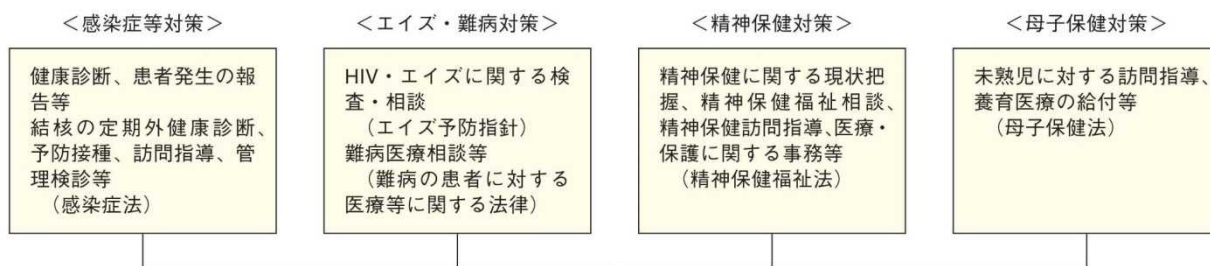 ＜感染症等対策＞
健康診断、患者発生の報
告等
結核の定期外健康診断、
予防接種、訪問指導、管
理検診等
（感染症法）
＜エイズ・難病対策＞
HIV・エイズに関する検
査・相談
（エイズ予防指針）
難病医療相談等
（難病の患者に対する
医療等に関する法律）
＜精神保健対策＞
精神保健に関する現状把
握、精神保健福祉相談、
精神保健訪問指導、医療・
保護に関する事務等
（精神保健福祉法）
＜母子保健対策＞
未熟児に対する訪問指導、
養育医療の給付等
（母子保健法）